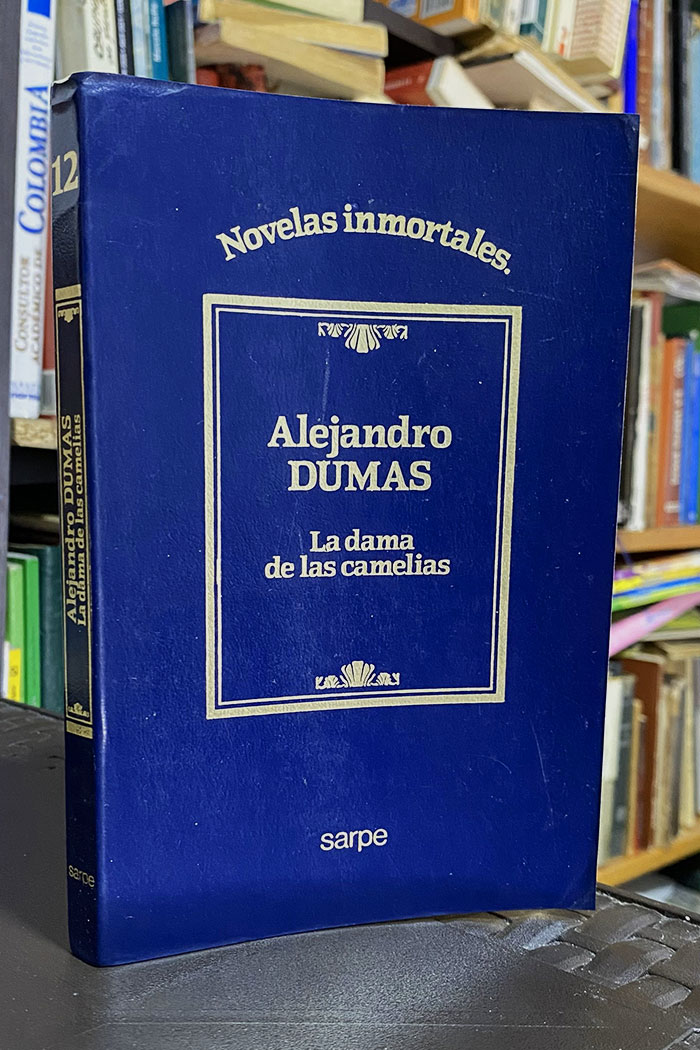 Novelas inmortales.
Alejandro
DUMAS
La dama
de las camelias
sarpe
12
Alejandro DUMAS
La dama de las camelias
sarpe
CONSULTOR
ACADÉMICO DE
COLOMBIA